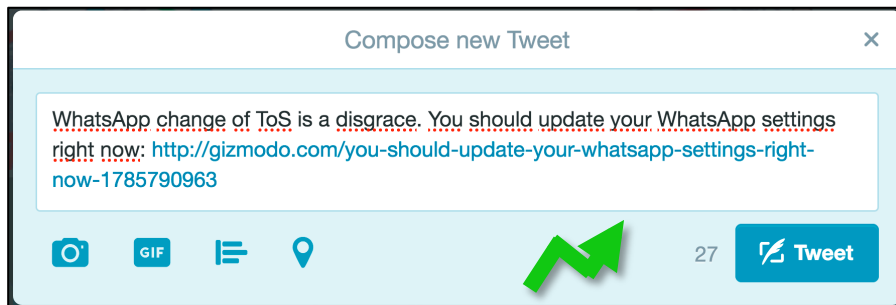 Compose new Tweet
WhatsApp change of ToS is a disgrace. You should update your WhatsApp settings
right now: http://gizmodo.com/you-should-update-your-whatsapp-settings-right-
now-1785790963
GIF
27
Tweet